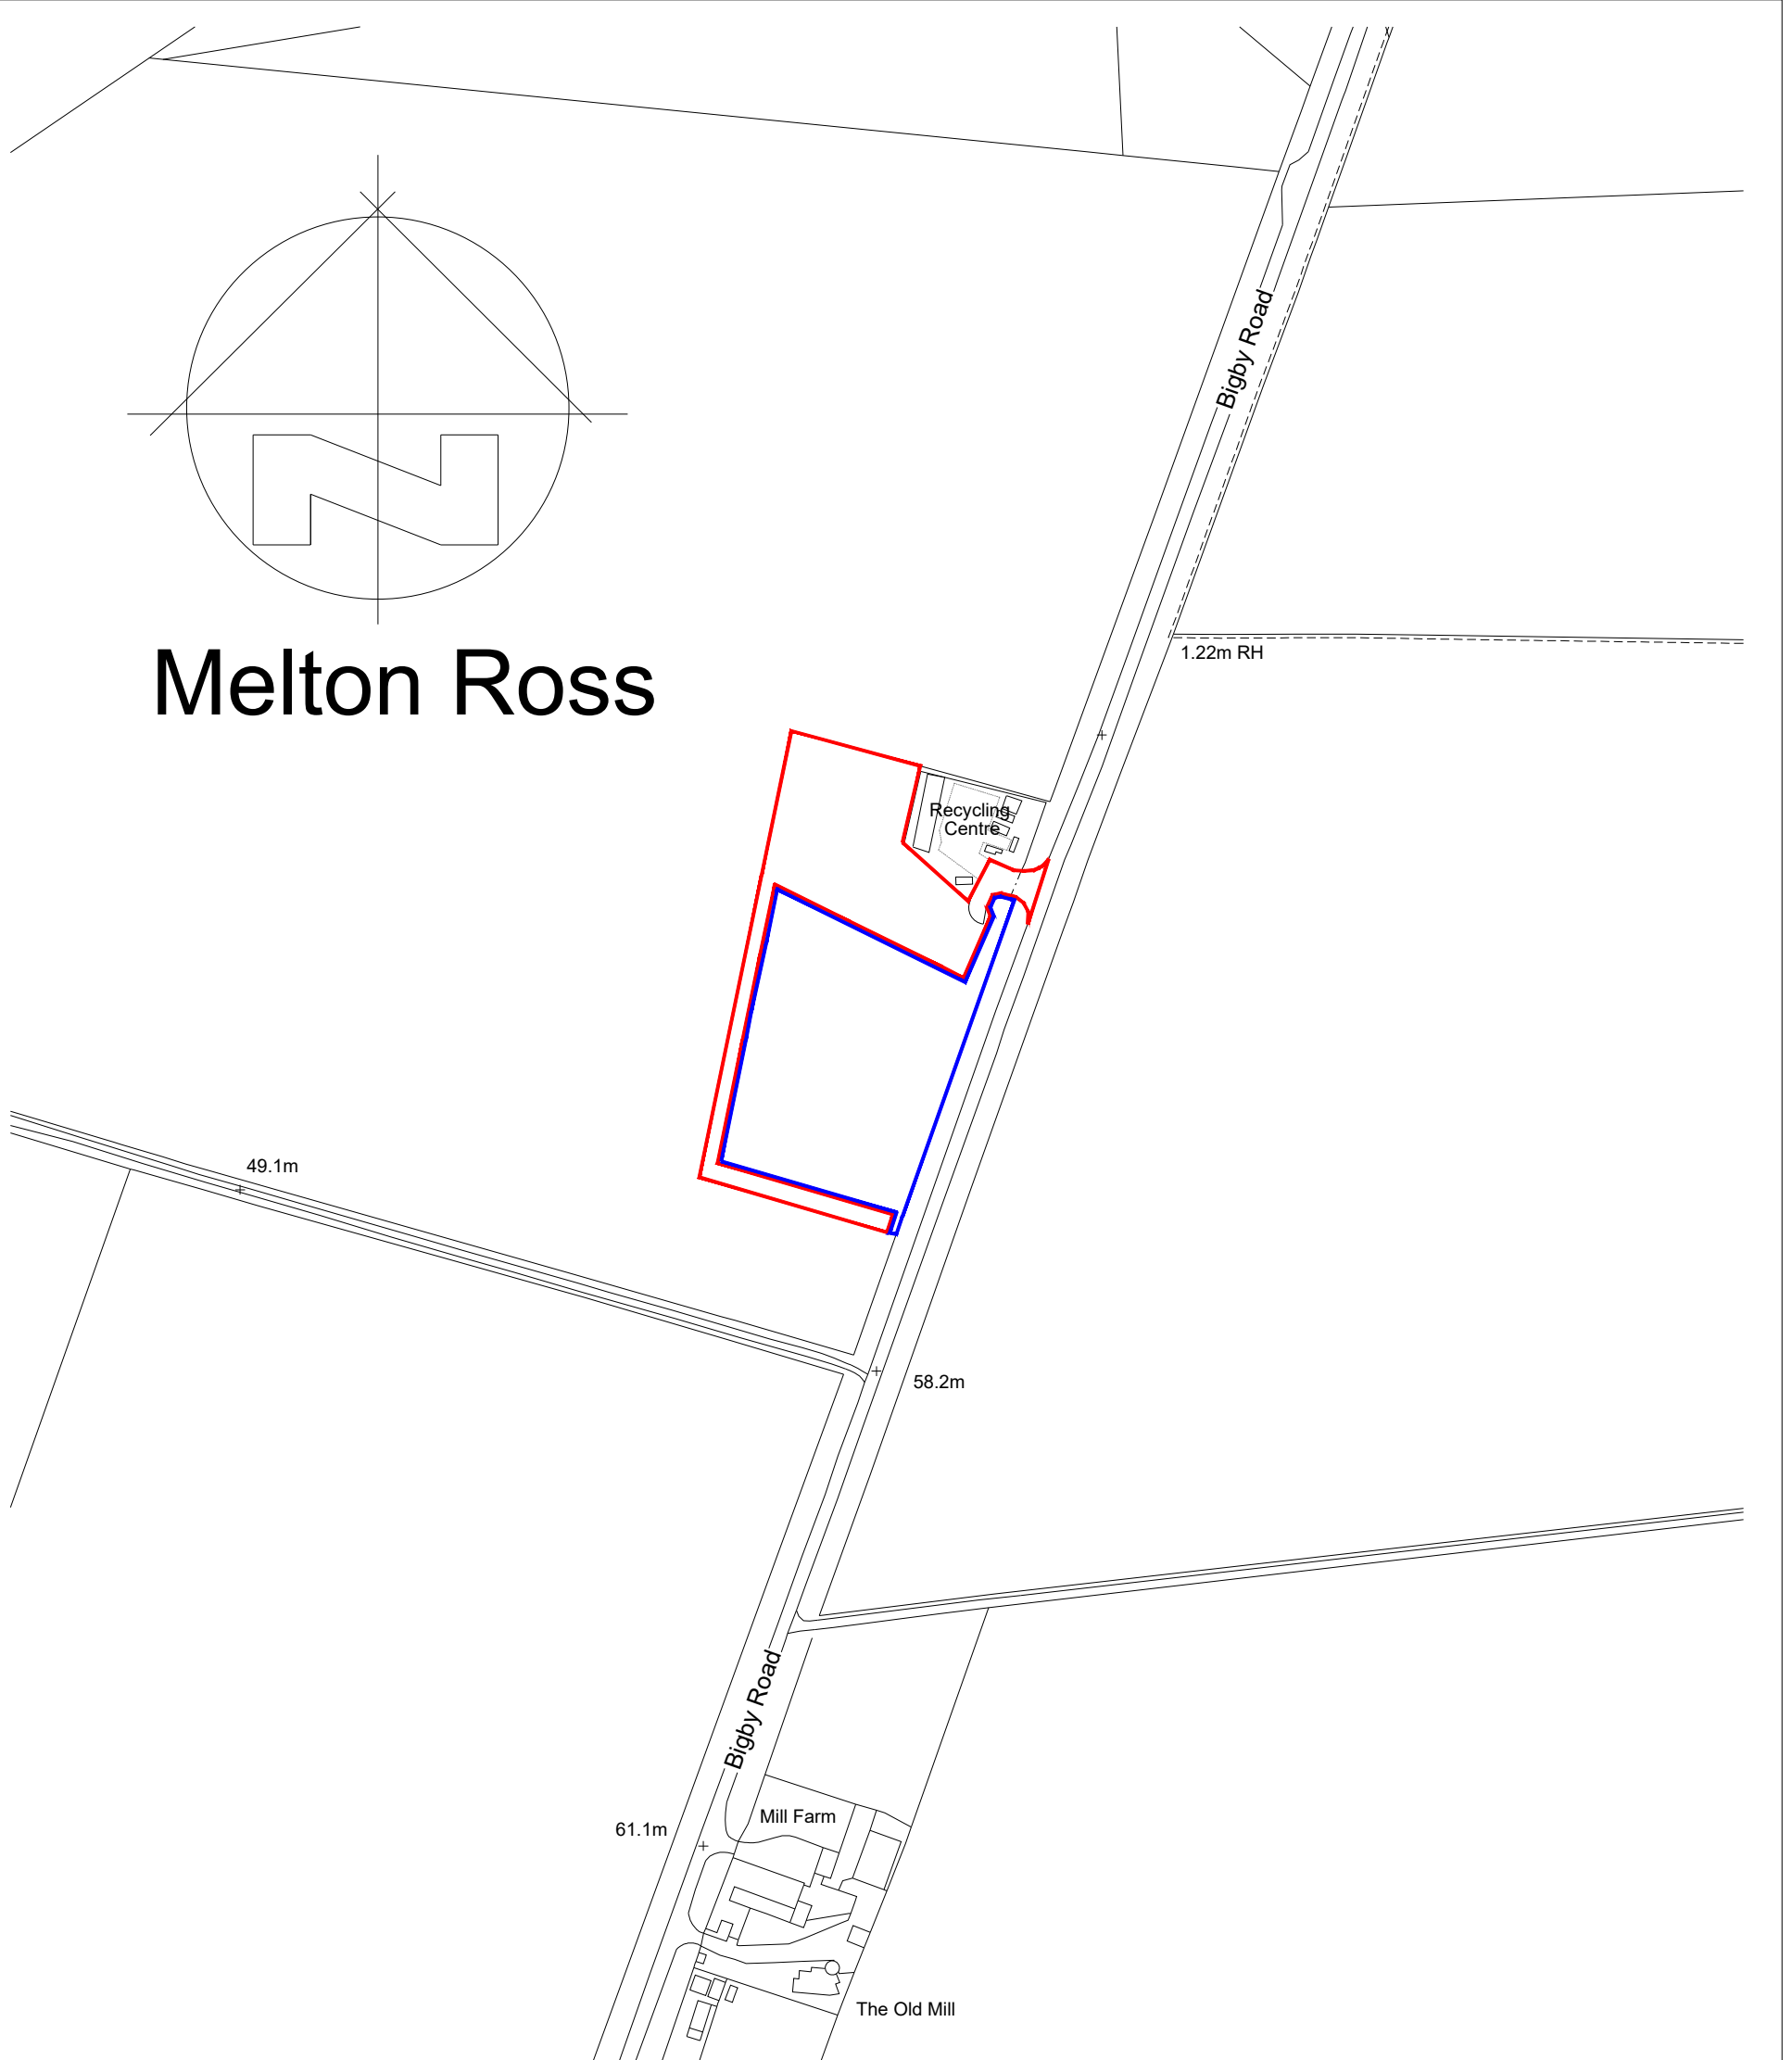 Bigby Road
1.22m RH
Melton Ross
Recycling
Centre
49.1m
58.2m
Bigby Road
Mill Farm
61.1m
The Old Mill